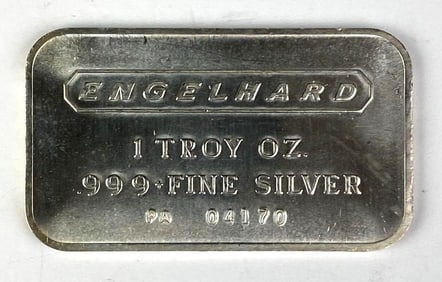 ENGELHARD
1 TROY OZ.
.999+FINE SILVER
PA 04170